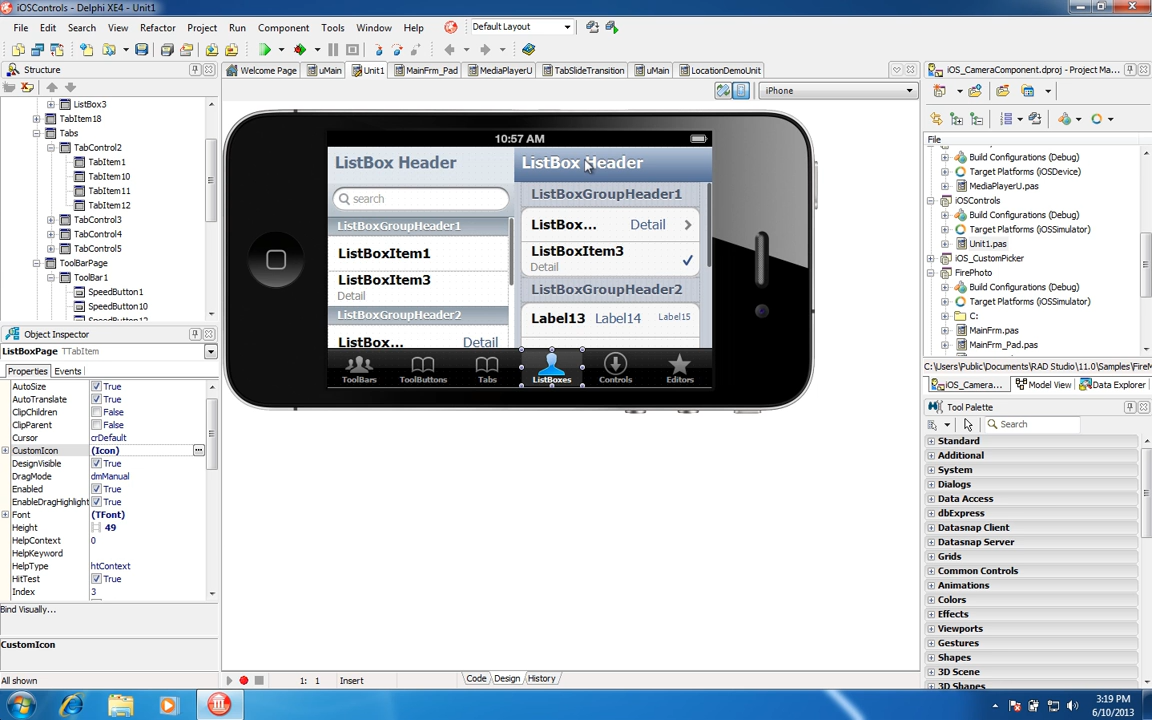 iOSControls - Delphi XE4 - Unit1
File Edit Search View Refactor Project Run Component Tools Window Help
Default Layout
Structure
Welcome Page uMain Unit1 MainFrm_Pad MediaPlayerU TabSlideTransition uMain LocationDemoUnit
iOS_CameraComponent.dproj - Project Ma...
iPhone
ListBox3
TabItem18
Tabs
TabControl2
TabItem1
TabItem10
TabItem11
TabItem12
TabControl3
TabControl4
TabControl5
ToolBarPage
ToolBar1
SpeedButton1
SpeedButton10
10:57 AM
ListBox Header
search
ListBoxGroupHeader1
ListBoxItem1
ListBoxItem3
Detail
ListBoxGroupHeader2
ListBox... Detail
ListBox Header
ListBoxGroupHeader1
ListBox... Detail
ListBoxItem3
Detail
ListBoxGroupHeader2
Label13 Label14 Label15
ToolBars ToolButtons Tabs ListBoxes Controls Editors
File
Build Configurations (Debug)
Target Platforms (iOSDevice)
MediaPlayerU.pas
iOSControls
Build Configurations (Debug)
Target Platforms (iOSSimulator)
Unit1.pas
iOS_CustomPicker
FirePhoto
Build Configurations (Debug)
Target Platforms (iOSSimulator)
C:
MainFrm.pas
MainFrm_Pad.pas
C:\Users\Public\Documents\RAD Studio\11.0\Samples\FireM
iOS_Camera... Model View Data Explorer
Object Inspector
ListBoxPage TTabItem
Properties Events
AutoSize True
AutoTranslate True
ClipChildren False
ClipParent False
Cursor crDefault
CustomIcon (Icon)
DesignVisible True
DragMode dmManual
Enabled True
EnableDragHighlight True
Font (TFont)
Height 49
HelpContext 0
HelpKeyword
HelpType htContext
HitTest True
Index 3
Bind Visually...
CustomIcon
All shown
Tool Palette
Search
Standard
Additional
System
Dialogs
Data Access
dbExpress
Datasnap Client
Datasnap Server
Grids
Common Controls
Animations
Colors
Effects
Viewports
Gestures
Shapes
3D Scene
3D Shapes
1: 1 Insert Code Design History
3:19 PM
6/10/2013